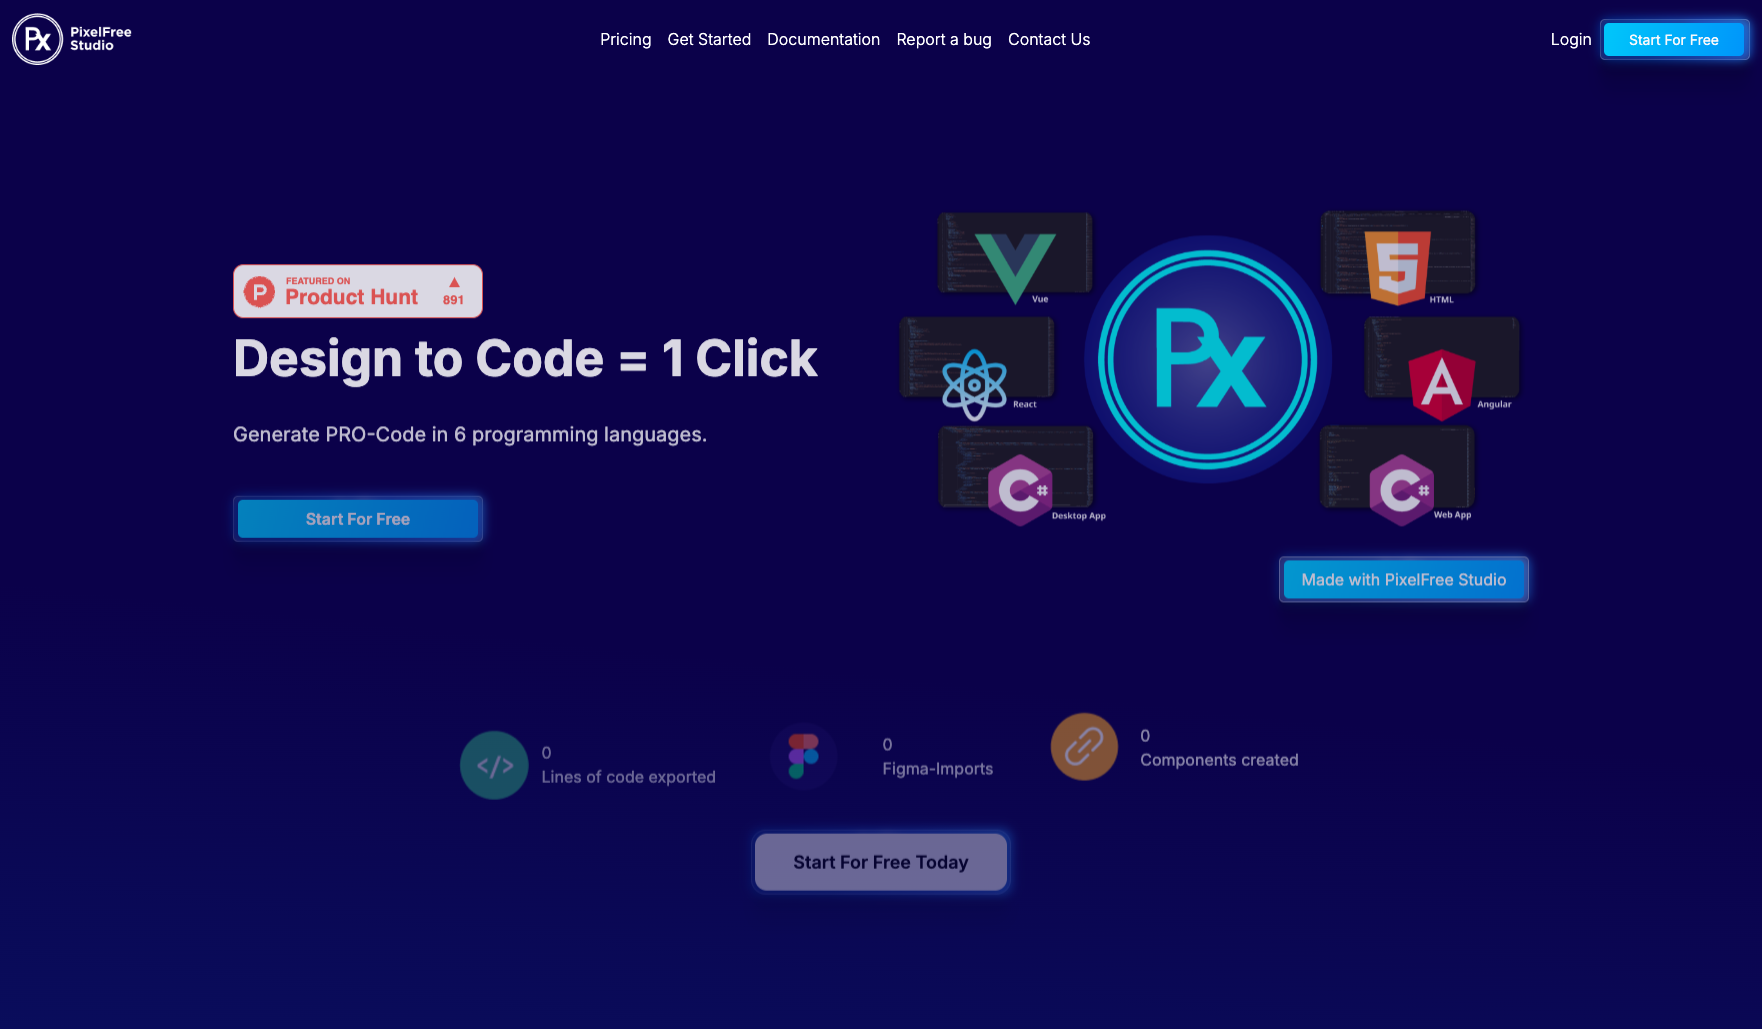 Px PixelFree
Studio
Pricing Get Started Documentation Report a bug Contact Us
Login Start For Free
P FEATURED ON
Product Hunt
891
Design to Code = 1 Click
Generate PRO-Code in 6 programming languages.
Start For Free
Vue
5
HTML
React
Px
A
Angular
C#
Desktop App
C#
Web App
Made with PixelFree Studio
</>
0
Lines of code exported
0
Figma-Imports
0
Components created
Start For Free Today